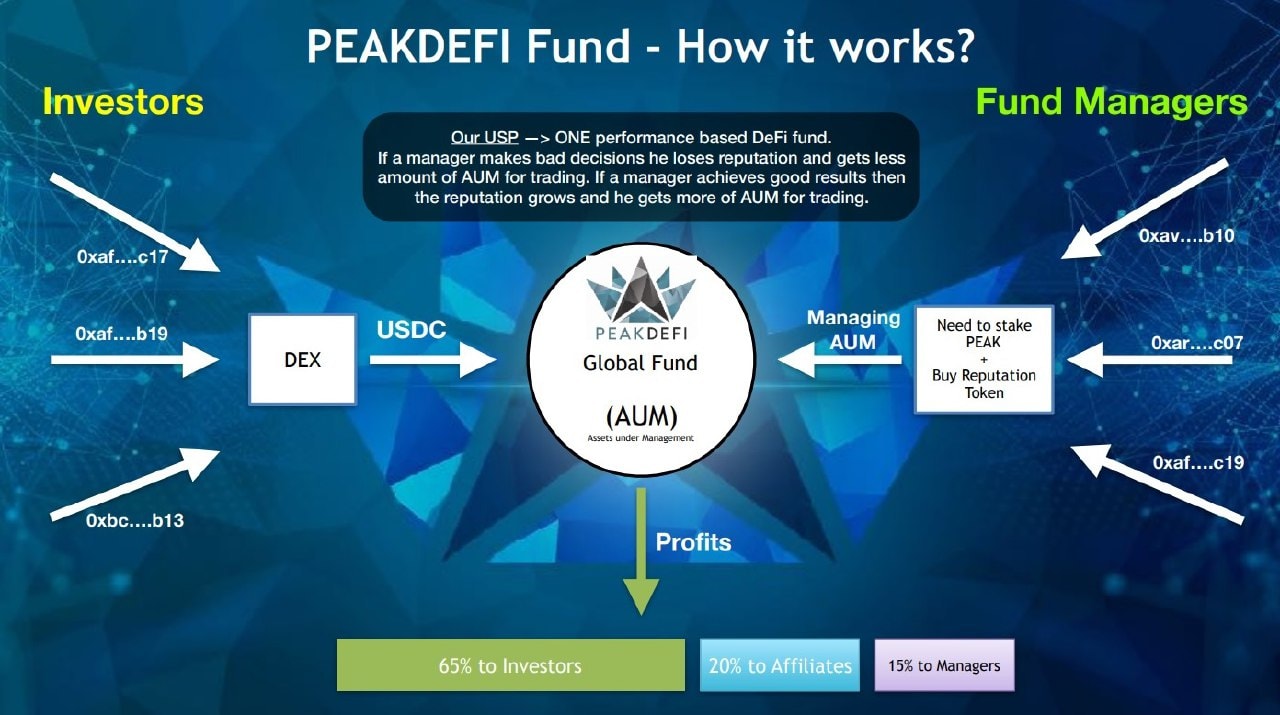 PEAKDEFI Fund - How it works?
Investors
Fund Managers
Our USP —> ONE performance based DeFi fund.
If a manager makes bad decisions he loses reputation and gets less
amount of AUM for trading. If a manager achieves good results then
the reputation grows and he gets more of AUM for trading.
0xaf....c17
0xaf....b19
0xbc....b13
DEX
USDC
PEAKDEFI
Global Fund
(AUM)
Assets under Management
Managing
AUM
Need to stake
PEAK
+
Buy Reputation
Token
0xav....b10
0xar....c07
0xaf....c19
Profits
65% to Investors
20% to Affiliates
15% to Managers